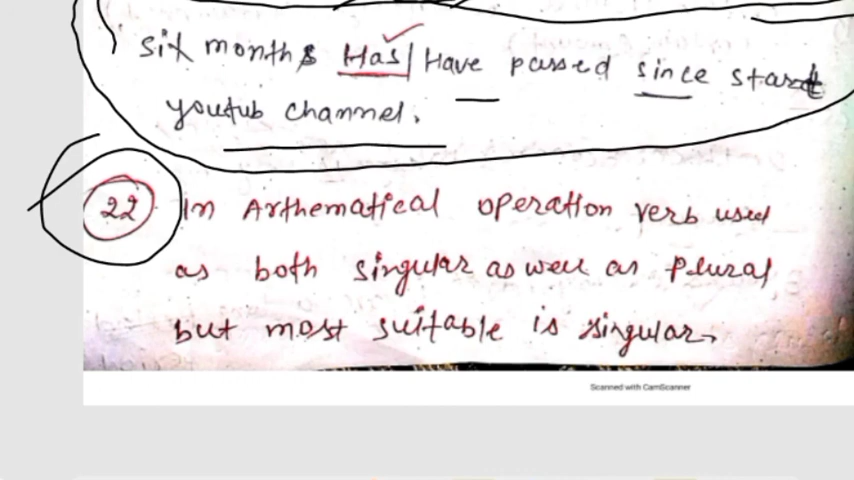 six months Has/Have passed since start
youtub channel.
22 In Arthematical operation verb used
as both singular as well as plural
but most suitable is singular.
Scanned with CamScanner